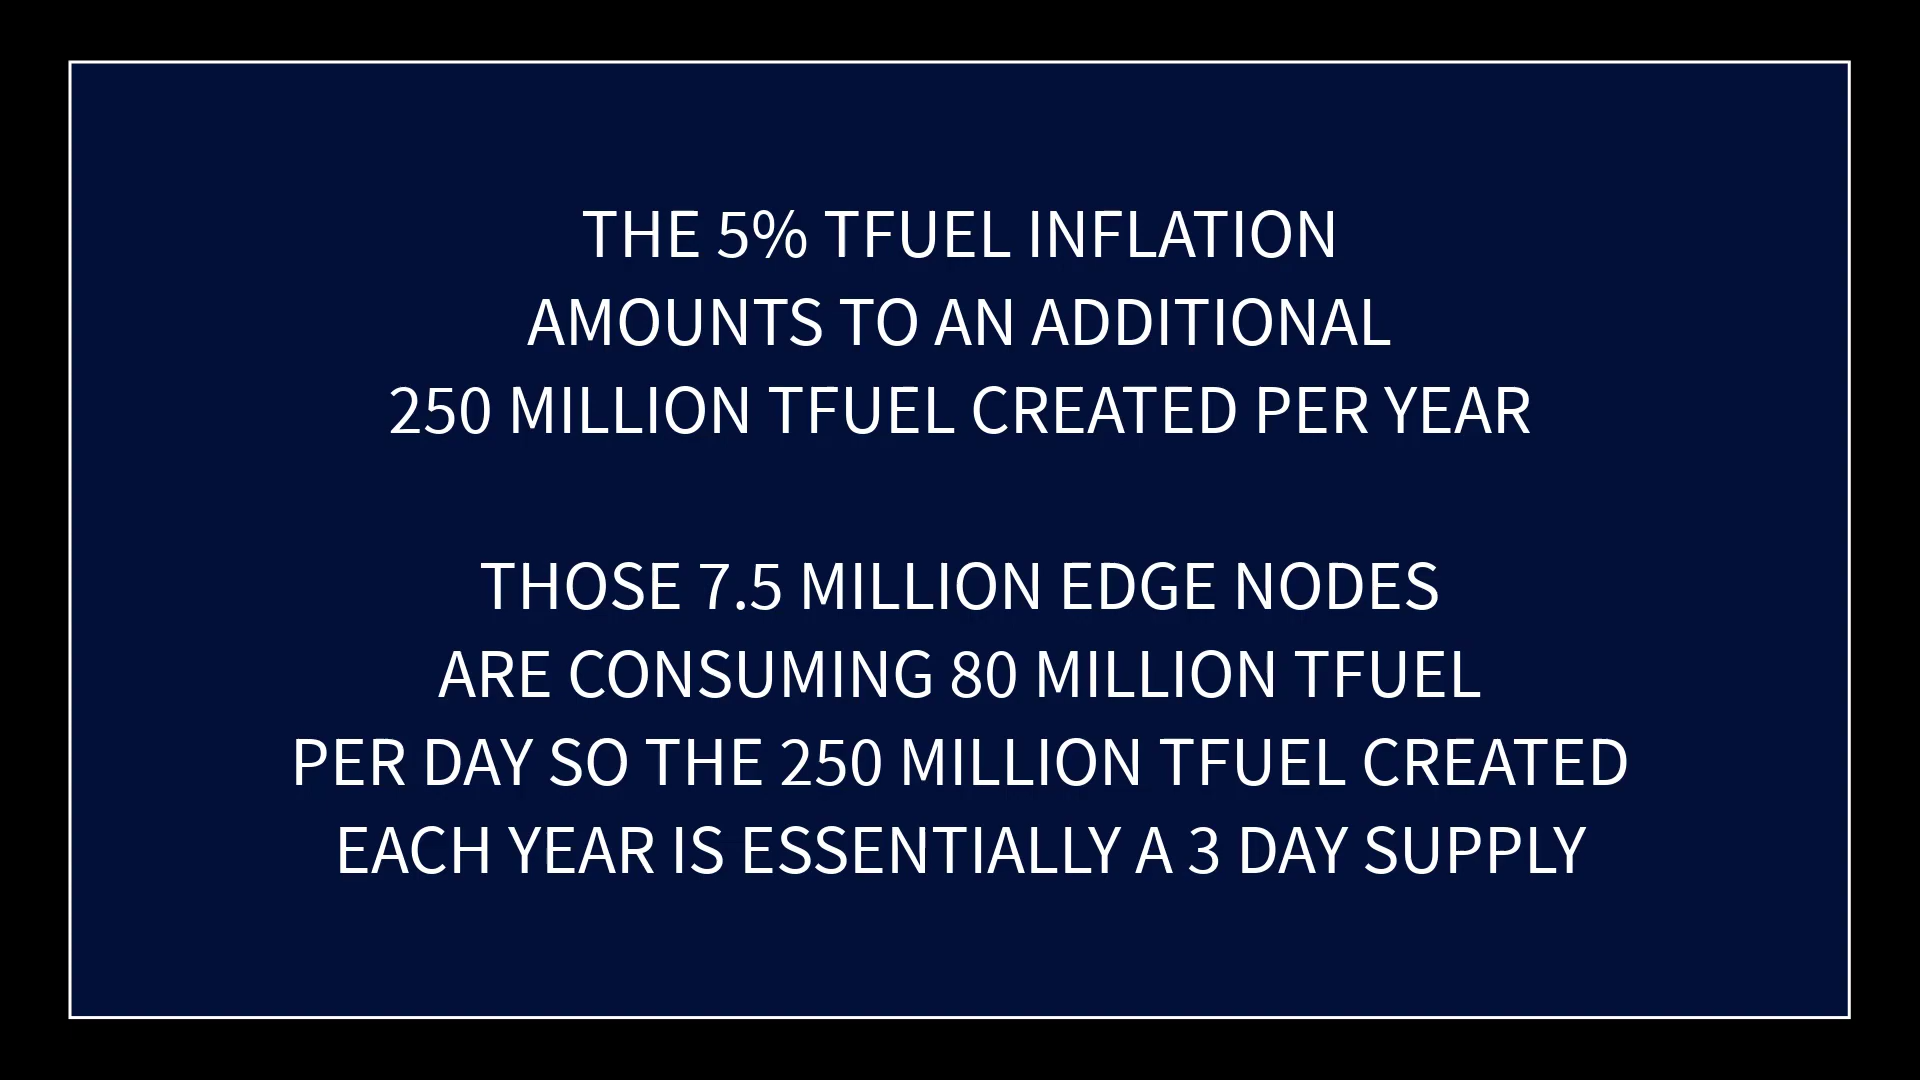 THE 5% TFUEL INFLATION
AMOUNTS TO AN ADDITIONAL
250 MILLION TFUEL CREATED PER YEAR
THOSE 7.5 MILLION EDGE NODES
ARE CONSUMING 80 MILLION TFUEL
PER DAY SO THE 250 MILLION TFUEL CREATED
EACH YEAR IS ESSENTIALLY A 3 DAY SUPPLY